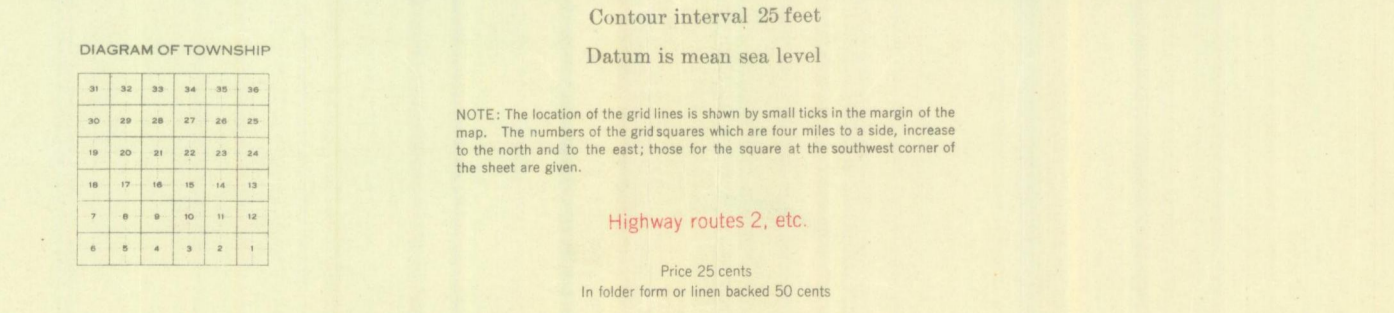 Contour interval 25 feet
Datum is mean sea level
DIAGRAM OF TOWNSHIP
31 32 33 34 35 36
30 29 28 27 26 25
19 20 21 22 23 24
18 17 16 15 14 13
7 8 9 10 11 12
6 5 4 3 2 1
NOTE: The location of the grid lines is shown by small ticks in the margin of the
map. The numbers of the grid squares which are four miles to a side, increase
to the north and to the east; those for the square at the southwest corner of
the sheet are given.
Highway routes 2, etc.
Price 25 cents
In folder form or linen backed 50 cents